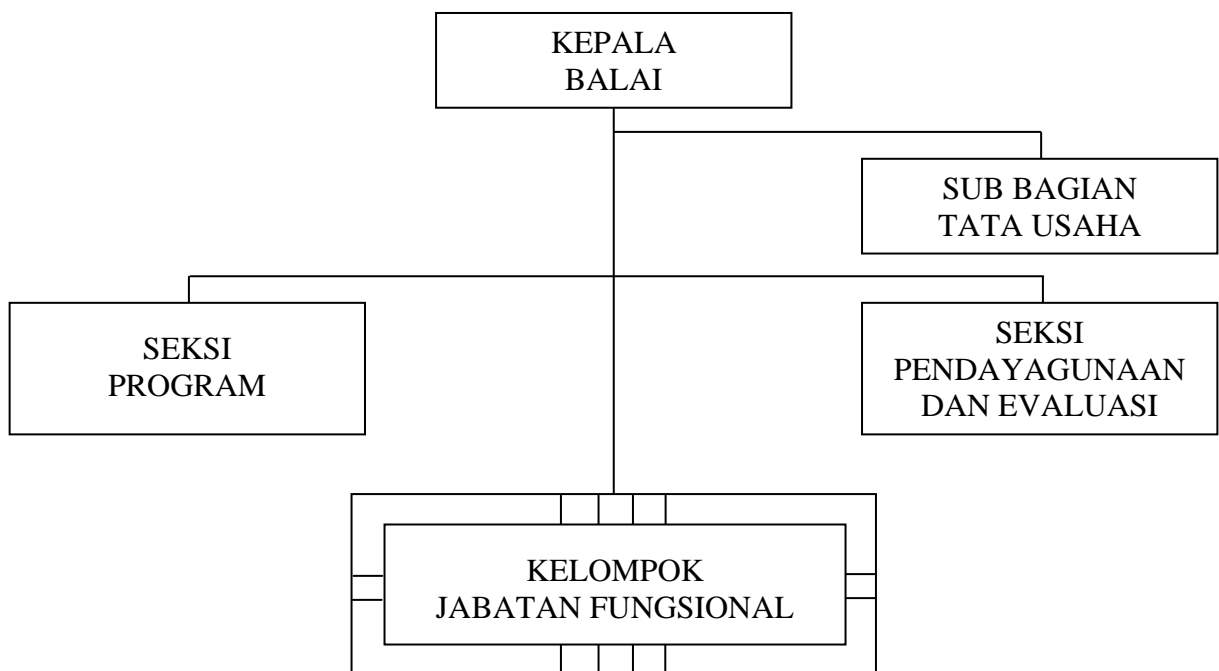 KEPALA
BALAI
SUB BAGIAN
TATA USAHA
SEKSI
PROGRAM
SEKSI
PENDAYAGUNAAN
DAN EVALUASI
KELOMPOK
JABATAN FUNGSIONAL